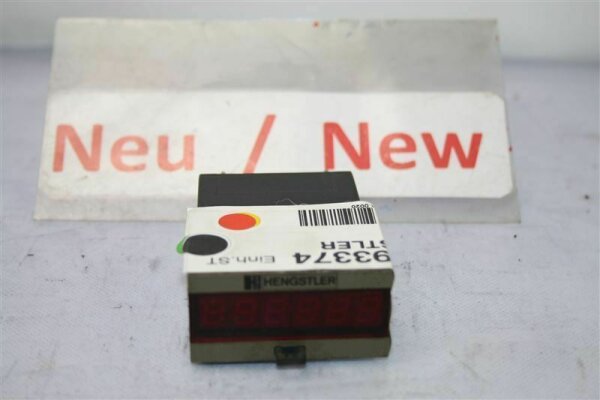 Neu / New
STLER
93374 Einh.ST
HENGSTLER